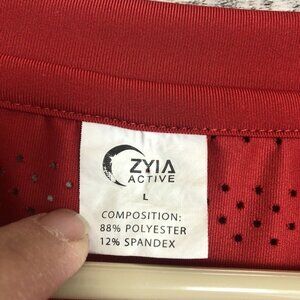 ZYIA
ACTIVE
L
COMPOSITION:
88% POLYESTER
12% SPANDEX